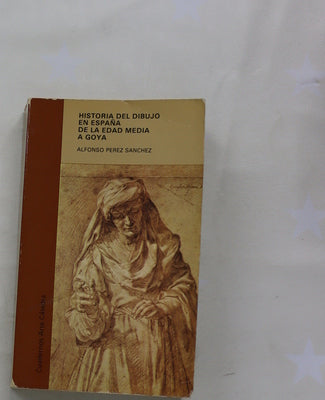 HISTORIA DEL DIBUJO
EN ESPAÑA
DE LA EDAD MEDIA
A GOYA
ALFONSO PEREZ SANCHEZ
Cuadernos Arte Cátedra